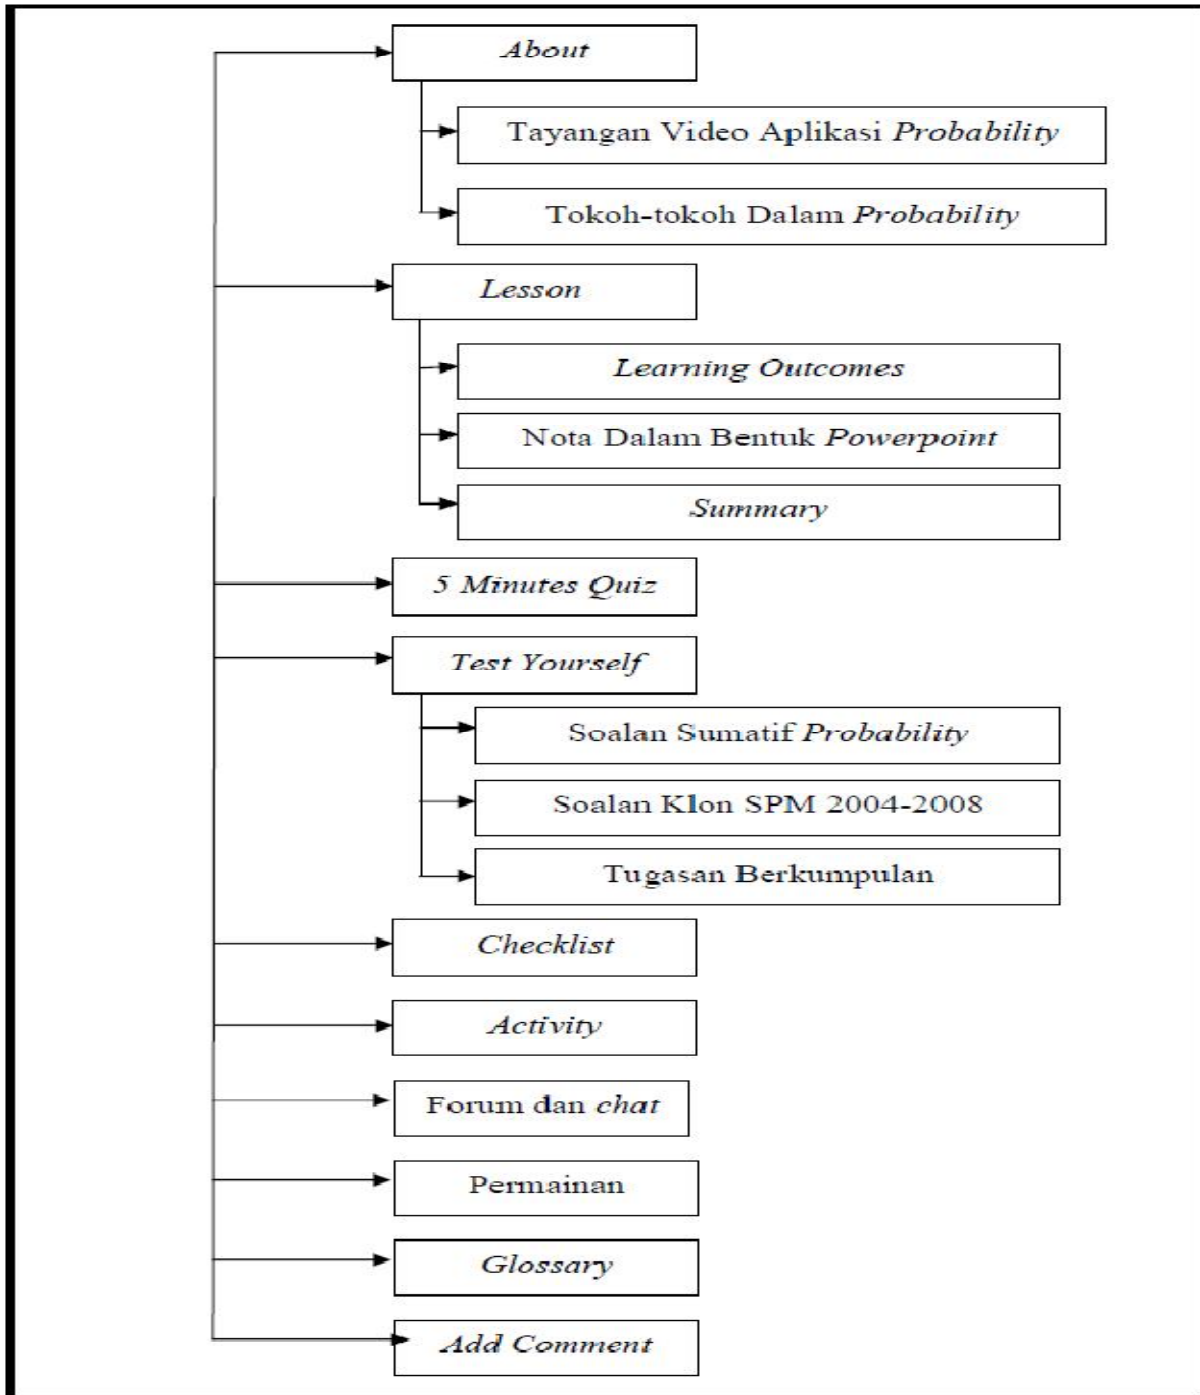 About
Tayangan Video Aplikasi Probability
Tokoh-tokoh Dalam Probability
Lesson
Learning Outcomes
Nota Dalam Bentuk Powerpoint
Summary
5 Minutes Quiz
Test Yourself
Soalan Sumatif Probability
Soalan Klon SPM 2004-2008
Tugasan Berkumpulan
Checklist
Activity
Forum dan chat
Permainan
Glossary
Add Comment